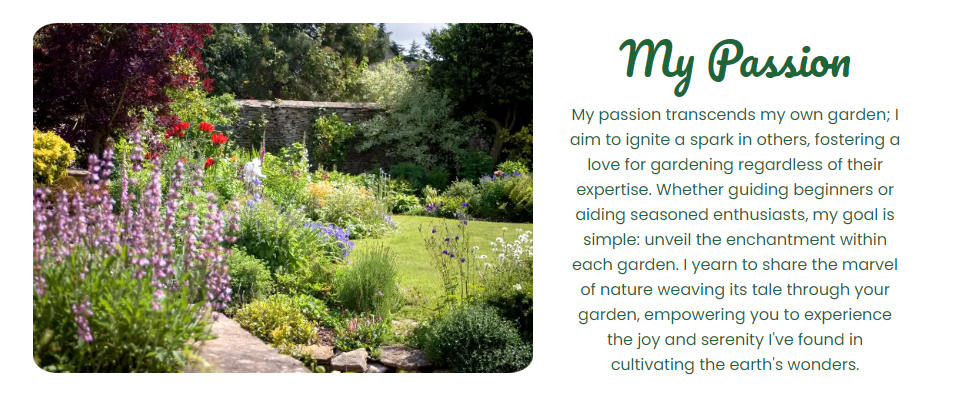 My Passion
My passion transcends my own garden; I
aim to ignite a spark in others, fostering a
love for gardening regardless of their
expertise. Whether guiding beginners or
aiding seasoned enthusiasts, my goal is
simple: unveil the enchantment within
each garden. I yearn to share the marvel
of nature weaving its tale through your
garden, empowering you to experience
the joy and serenity I've found in
cultivating the earth's wonders.